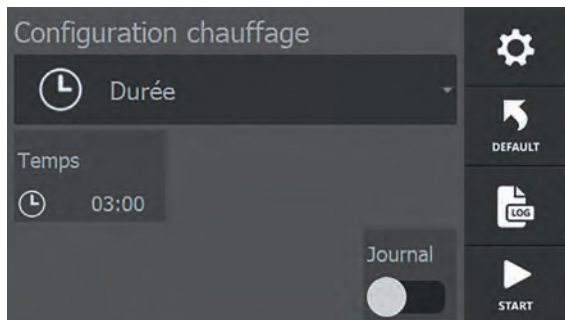 Configuration chauffage
Durée
Temps
03:00
Journal
DEFAULT
LOG
START